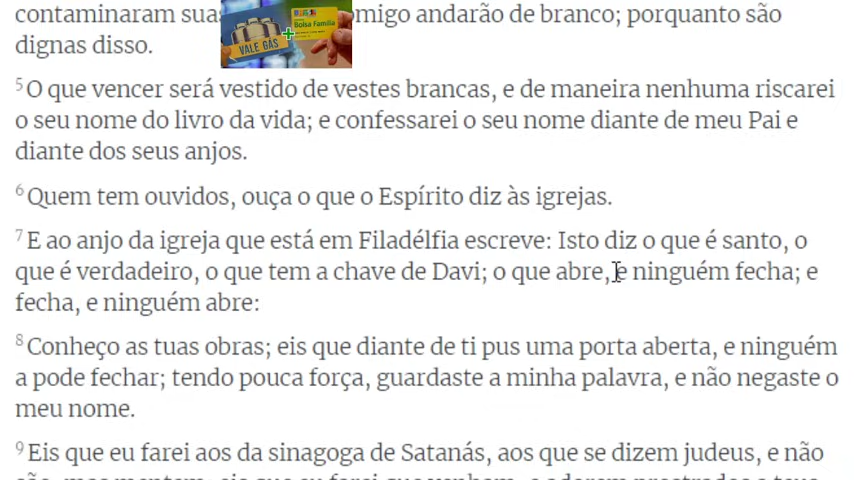 contaminaram suas VALE GÁS Bolsa Família comigo andarão de branco; porquanto são
dignas disso.
5 O que vencer será vestido de vestes brancas, e de maneira nenhuma riscarei
o seu nome do livro da vida; e confessarei o seu nome diante de meu Pai e
diante dos seus anjos.
6 Quem tem ouvidos, ouça o que o Espírito diz às igrejas.
7 E ao anjo da igreja que está em Filadélfia escreve: Isto diz o que é santo, o
que é verdadeiro, o que tem a chave de Davi; o que abre, e ninguém fecha; e
fecha, e ninguém abre:
8 Conheço as tuas obras; eis que diante de ti pus uma porta aberta, e ninguém
a pode fechar; tendo pouca força, guardaste a minha palavra, e não negaste o
meu nome.
9 Eis que eu farei aos da sinagoga de Satanás, aos que se dizem judeus, e não